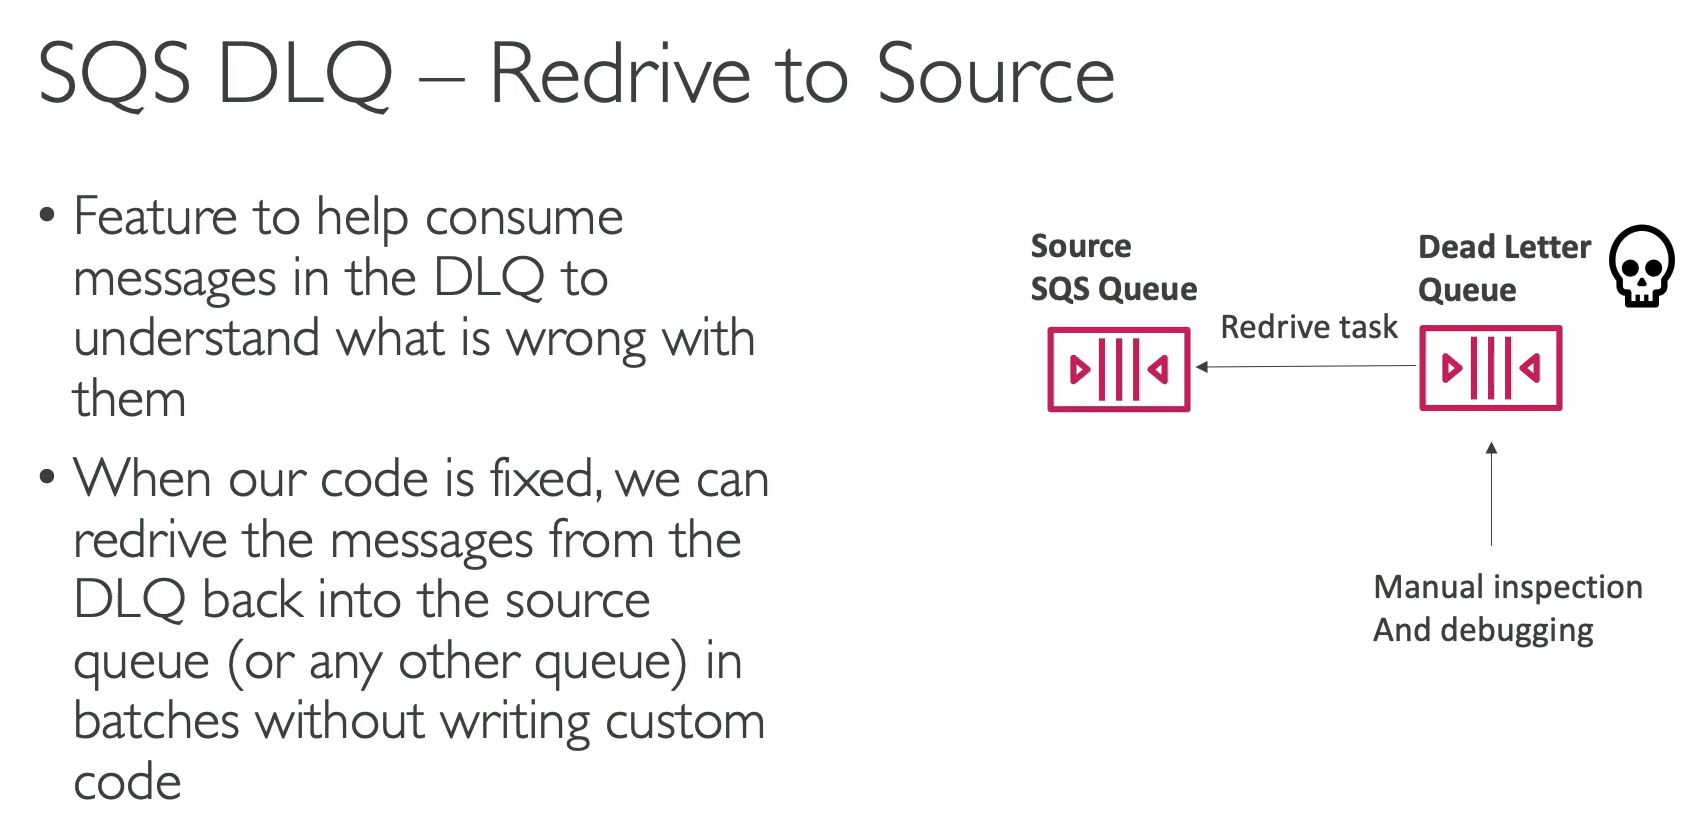 SQS DLQ – Redrive to Source
• Feature to help consume
messages in the DLQ to
understand what is wrong with
them
• When our code is fixed, we can
redrive the messages from the
DLQ back into the source
queue (or any other queue) in
batches without writing custom
code
Source
SQS Queue
Redrive task
Dead Letter
Queue
Manual inspection
And debugging